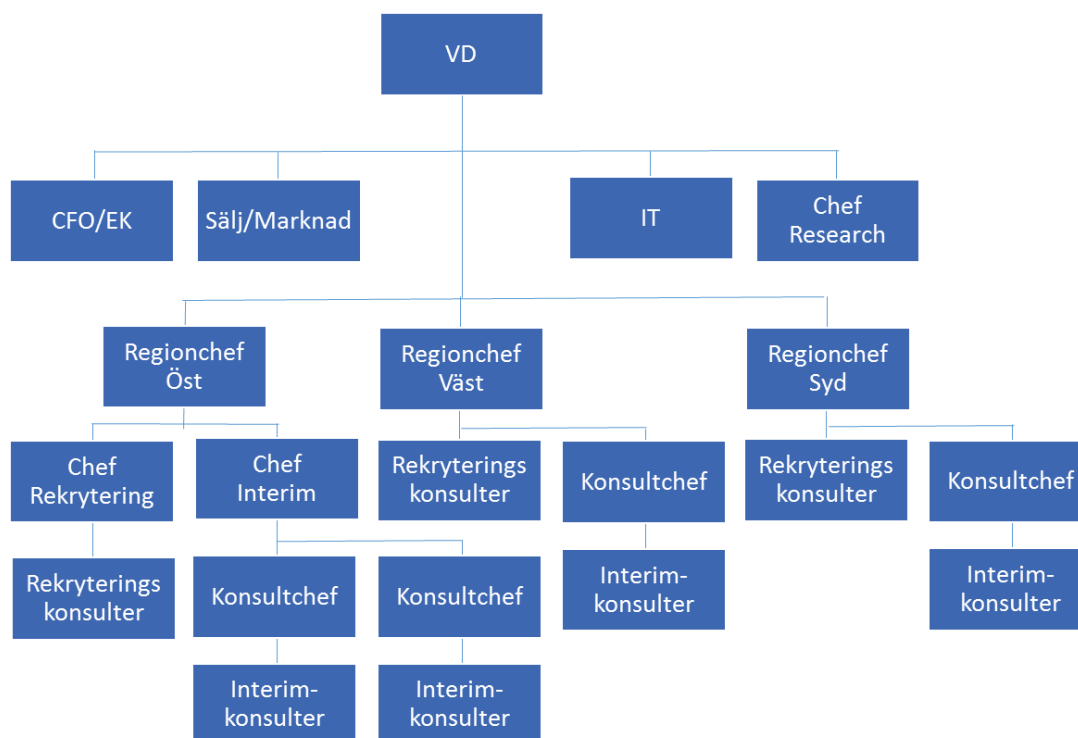 VD
CFO/EK
Sälj/Marknad
IT
Chef
Research
Regionchef
Öst
Regionchef
Väst
Regionchef
Syd
Chef
Rekrytering
Chef
Interim
Rekryterings
konsulter
Konsultchef
Rekryterings
konsulter
Konsultchef
Rekryterings
konsulter
Konsultchef
Konsultchef
Interim-
konsulter
Interim-
konsulter
Interim-
konsulter
Interim-
konsulter